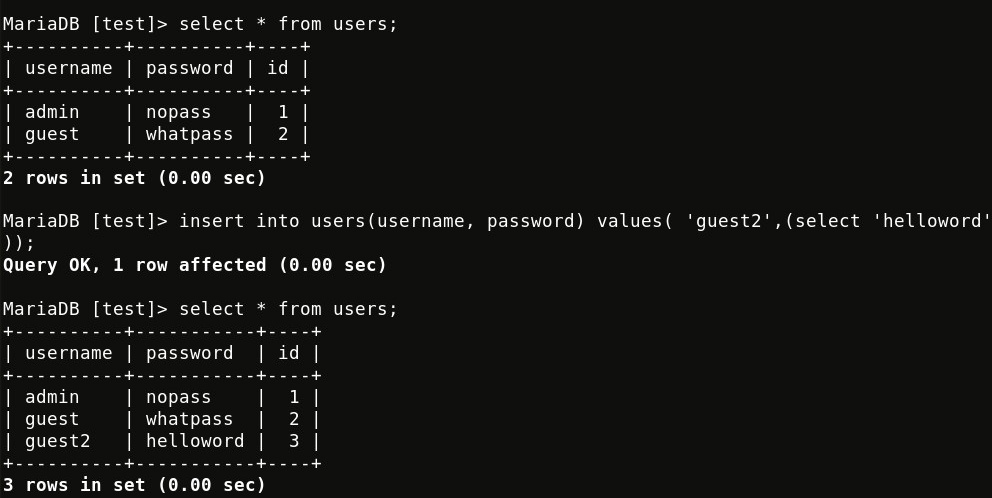 MariaDB [test]> select * from users;
+----------+----------+----+
| username | password | id |
+----------+----------+----+
| admin    | nopass   |  1 |
| guest    | whatpass |  2 |
+----------+----------+----+
2 rows in set (0.00 sec)

MariaDB [test]> insert into users(username, password) values( 'guest2',(select 'helloword'
));
Query OK, 1 row affected (0.00 sec)

MariaDB [test]> select * from users;
+----------+-----------+----+
| username | password  | id |
+----------+-----------+----+
| admin    | nopass    |  1 |
| guest    | whatpass  |  2 |
| guest2   | helloword |  3 |
+----------+-----------+----+
3 rows in set (0.00 sec)